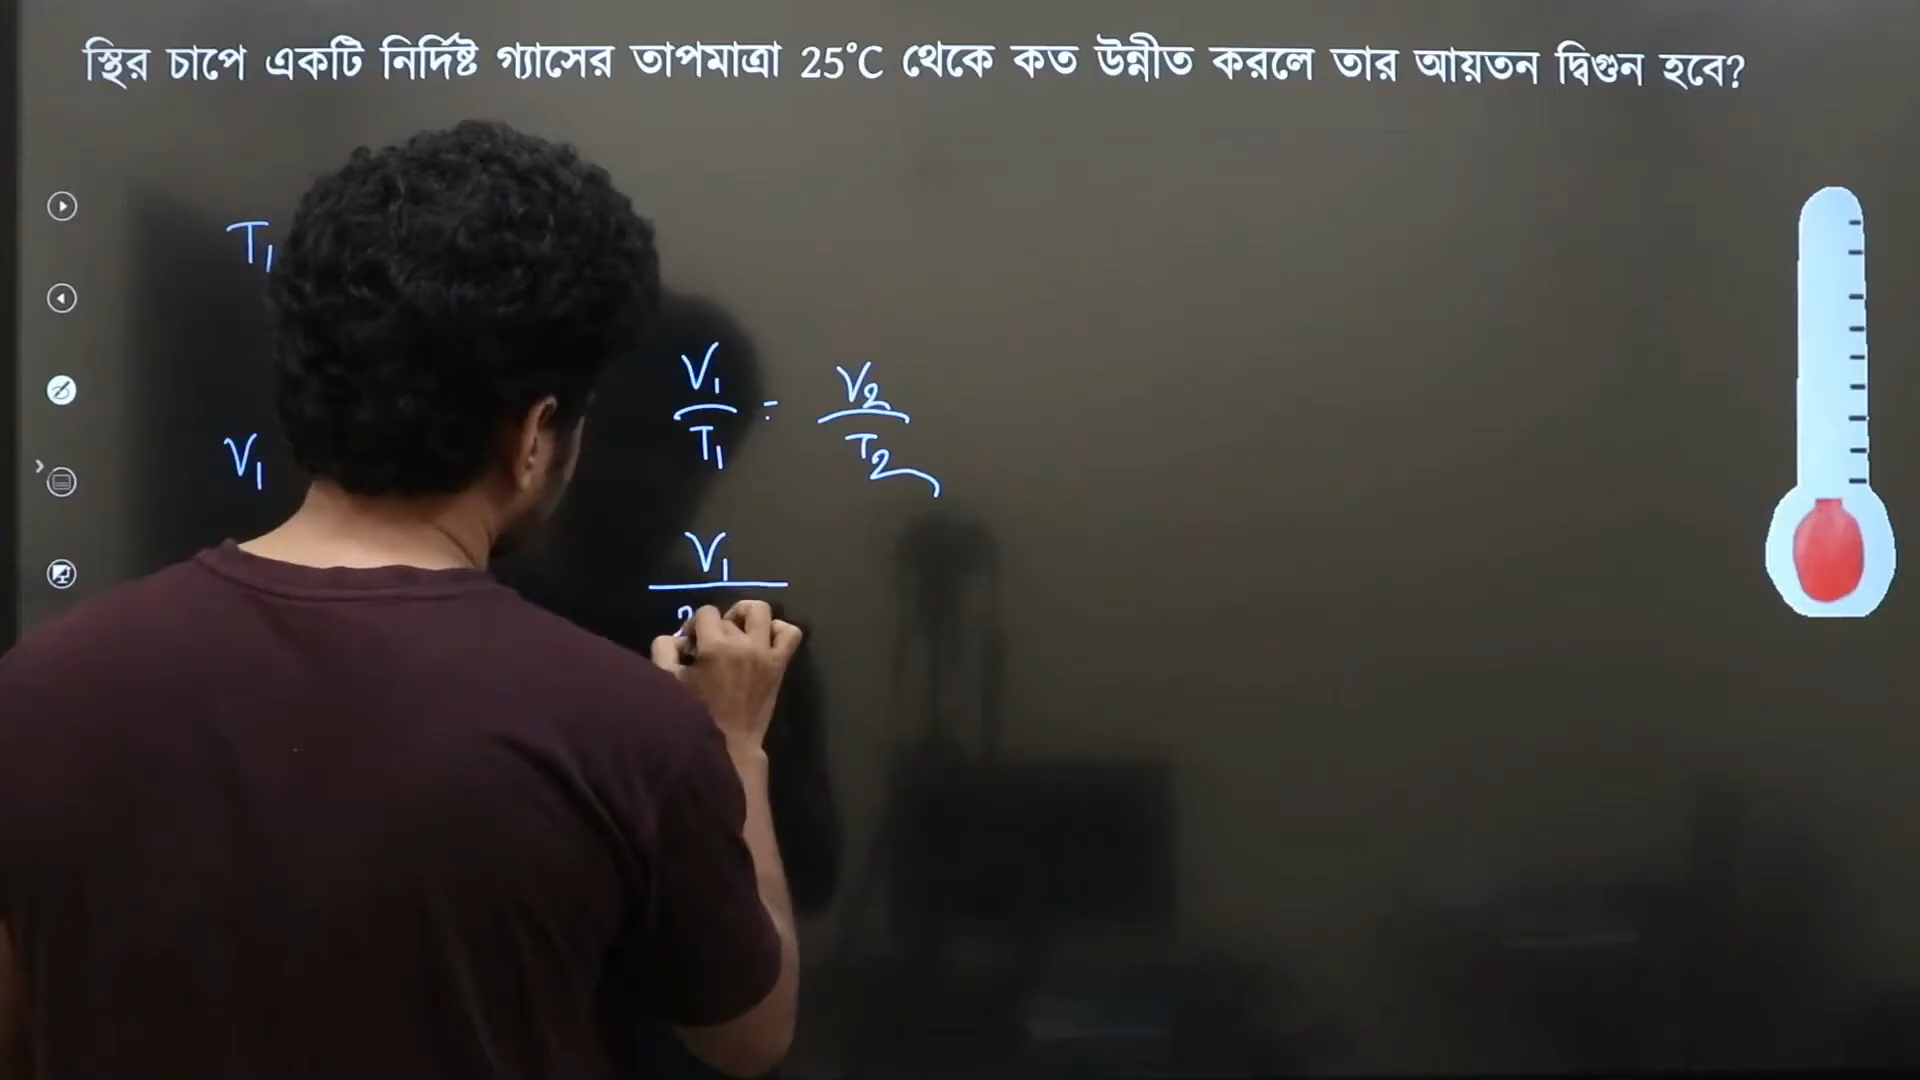 স্থির চাপে একটি নির্দিষ্ট গ্যাসের তাপমাত্রা 25°C থেকে কত উন্নীত করলে তার আয়তন দ্বিগুন হবে?
T₁
V₁
V₁/T₁ = V₂/T₂
V₁